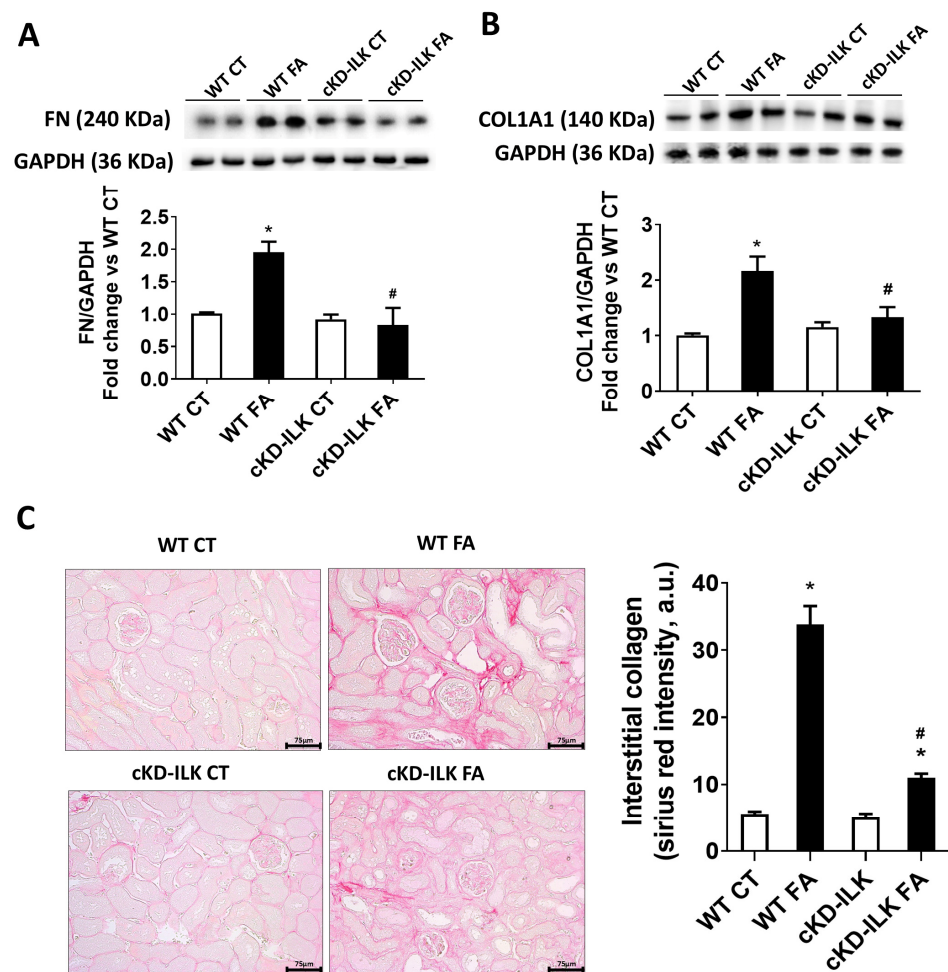 A
WT CT
WT FA
cKD-ILK CT
cKD-ILK FA
FN (240 KDa)
GAPDH (36 KDa)
FN/GAPDH
Fold change vs WT CT
2.5
2.0
1.5
1.0
0.5
0.0
*
#
WT CT
WT FA
cKD-ILK CT
cKD-ILK FA
B
WT CT
WT FA
cKD-ILK CT
cKD-ILK FA
COL1A1 (140 KDa)
GAPDH (36 KDa)
COL1A1/GAPDH
Fold change vs WT CT
3
2
1
0
*
#
WT CT
WT FA
cKD-ILK CT
cKD-ILK FA
C
WT CT
WT FA
75µm
75µm
cKD-ILK CT
cKD-ILK FA
75µm
75µm
Interstitial collagen
(sirius red intensity, a.u.)
40
30
20
10
0
*
#
*
WT CT
WT FA
cKD-ILK
cKD-ILK FA